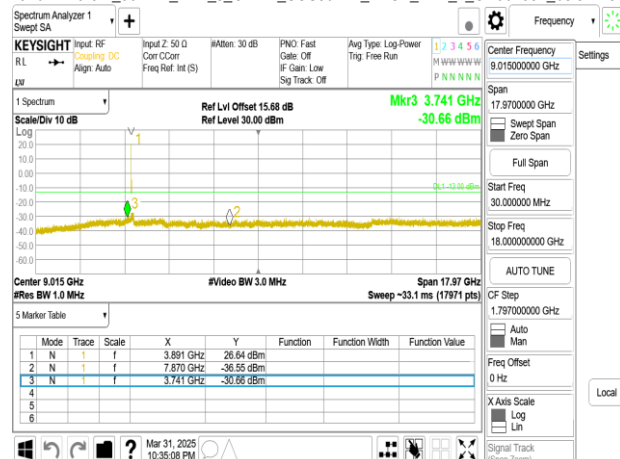 Spectrum Analyzer 1
Swept SA
Frequency
KEYSIGHT
RL
Input: RF
Coupling: DC
Align: Auto
Input Z: 50 Ω
Corr CCorr
Freq Ref: Int (S)
#Atten: 30 dB
PNO: Fast
Gate: Off
IF Gain: Low
Sig Track: Off
Avg Type: Log-Power
Trig: Free Run
1 2 3 4 5 6
M W W W W W
P N N N N N
Center Frequency
9.015000000 GHz
Settings
1 Spectrum
Scale/Div 10 dB
Ref Lvl Offset 15.68 dB
Ref Level 30.00 dBm
Mkr3 3.741 GHz
-30.66 dBm
Span
17.9700000 GHz
Swept Span
Zero Span
Full Span
Log
20.0
10.0
0.00
-10.0
-20.0
-30.0
-40.0
-50.0
-60.0
1
2
3
DL1 -13.00 dBm
Start Freq
30.000000 MHz
Stop Freq
18.000000000 GHz
AUTO TUNE
Center 9.015 GHz
#Res BW 1.0 MHz
#Video BW 3.0 MHz
Span 17.97 GHz
Sweep ~33.1 ms (17971 pts)
CF Step
1.797000000 GHz
Auto
Man
5 Marker Table
Mode Trace Scale X Y Function Function Width Function Value
1 N 1 f 3.891 GHz 26.64 dBm
2 N 1 f 7.870 GHz -36.55 dBm
3 N 1 f 3.741 GHz -30.66 dBm
4
5
6
Freq Offset
0 Hz
X Axis Scale
Log
Lin
Local
Signal Track
(Span Zoom)
?
Mar 31, 2025
10:35:08 PM